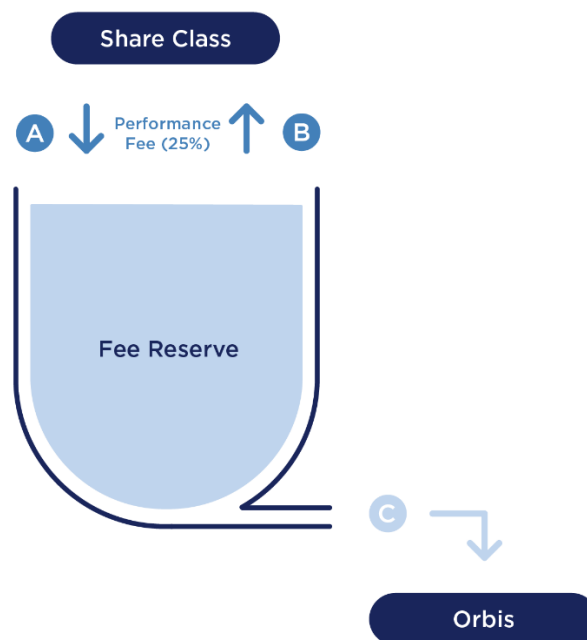 Share Class
A
Performance
Fee (25%)
B
Fee Reserve
C
Orbis